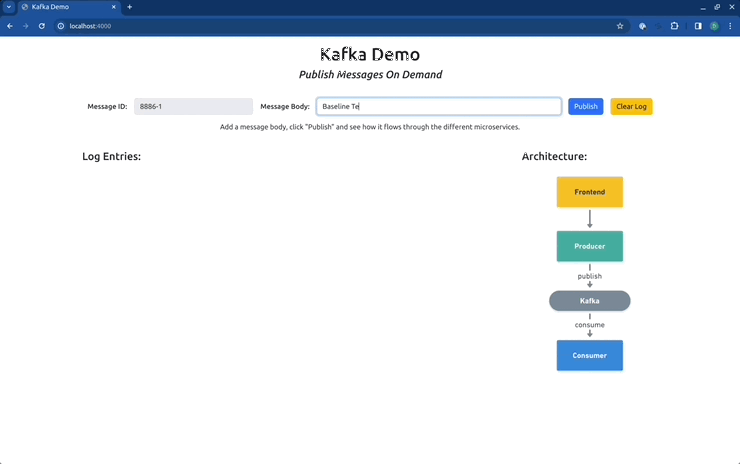 Kafka Demo
localhost:4000
Kafka Demo
Publish Messages On Demand
Message ID: 8886-1 Message Body: Baseline Te Publish Clear Log
Add a message body, click "Publish" and see how it flows through the different microservices.
Log Entries:
Architecture:
Frontend
Producer
publish
Kafka
consume
Consumer